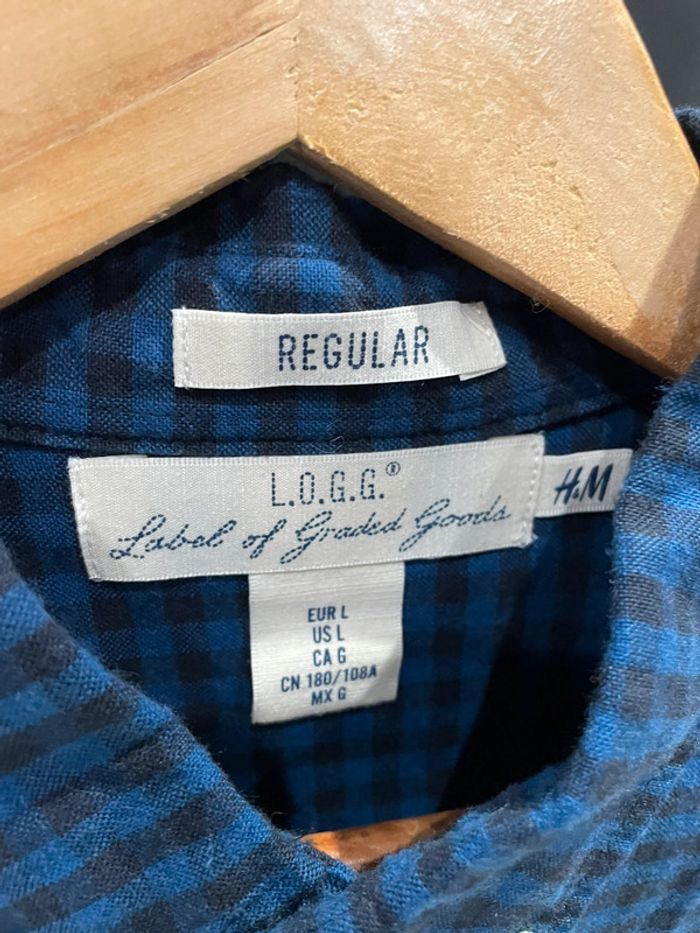 REGULAR
L.O.G.G.®
Label of Graded Goods
H&M
EUR L
US L
CA G
CN 180/108A
MX G